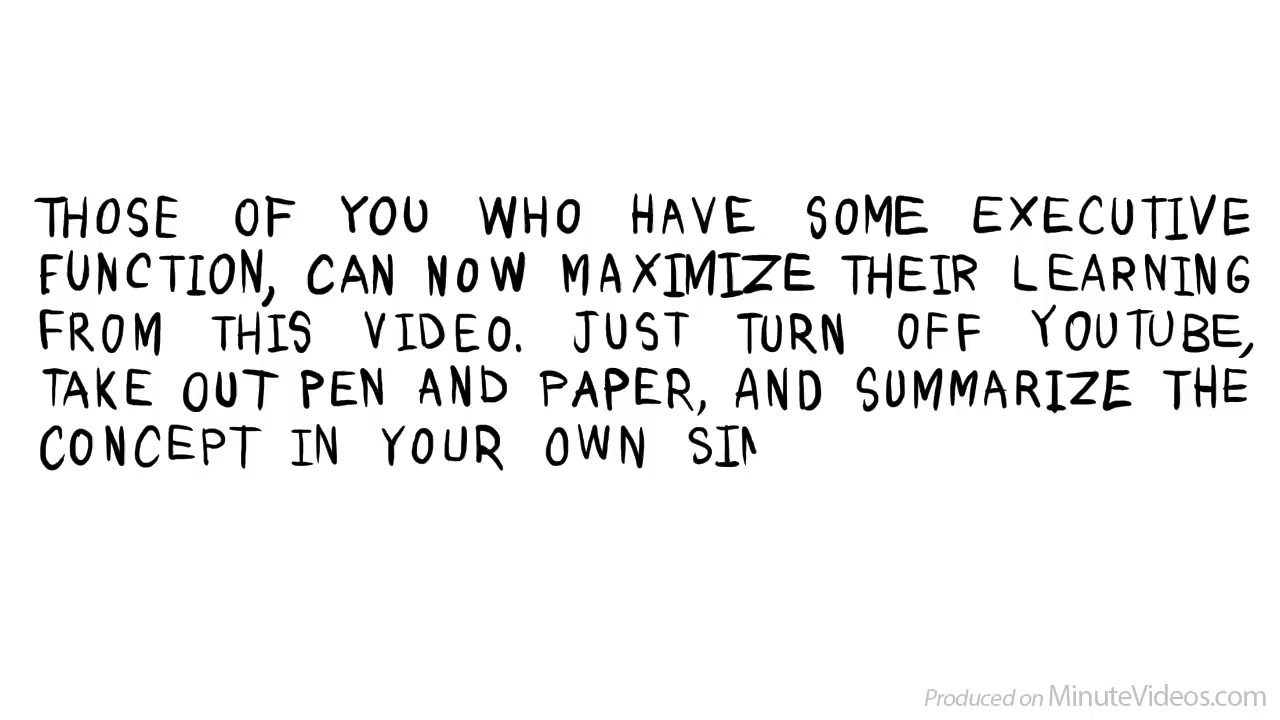 THOSE OF YOU WHO HAVE SOME EXECUTIVE
FUNCTION, CAN NOW MAXIMIZE THEIR LEARNING
FROM THIS VIDEO. JUST TURN OFF YOUTUBE,
TAKE OUT PEN AND PAPER, AND SUMMARIZE THE
CONCEPT IN YOUR OWN
Produced on MinuteVideos.com